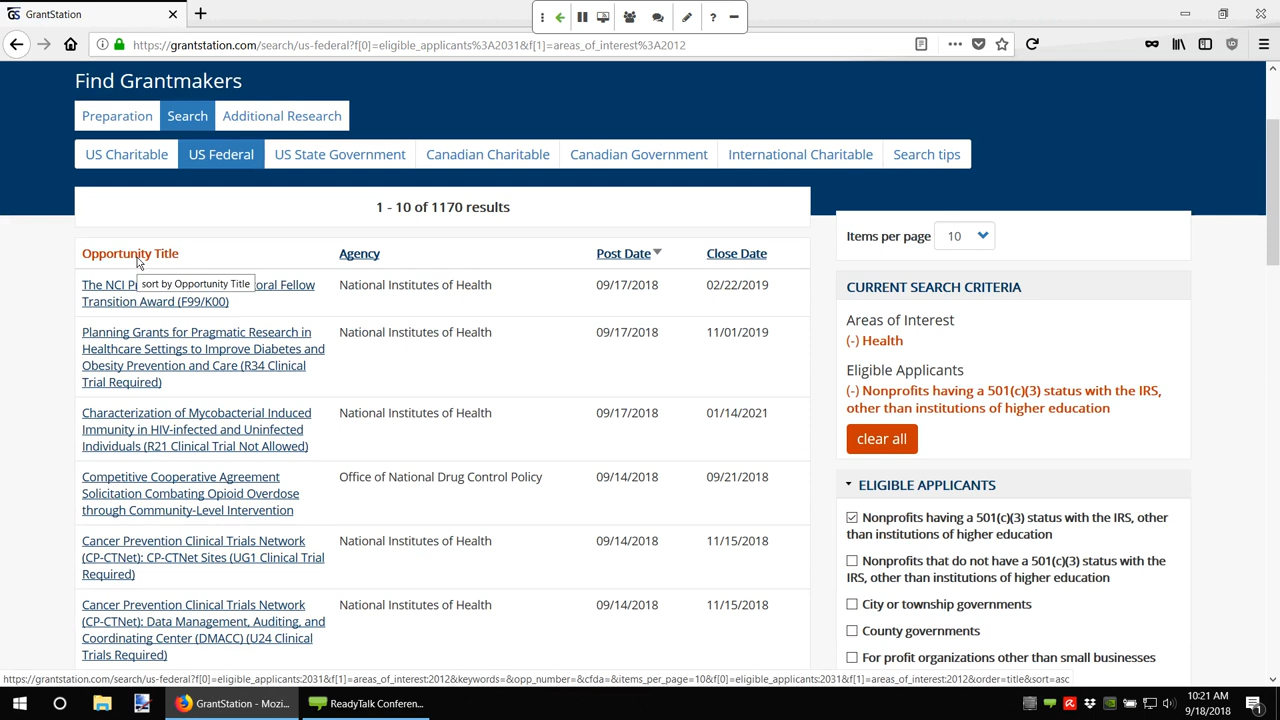 GrantStation
https://grantstation.com/search/us-federal?f[0]=eligible_applicants%3A2031&f[1]=areas_of_interest%3A2012
Find Grantmakers
Preparation Search Additional Research
US Charitable US Federal US State Government Canadian Charitable Canadian Government International Charitable Search tips
1 - 10 of 1170 results
Items per page 10
Opportunity Title Agency Post Date Close Date
sort by Opportunity Title
The NCI Pr oral Fellow
Transition Award (F99/K00)
National Institutes of Health 09/17/2018 02/22/2019
Planning Grants for Pragmatic Research in
Healthcare Settings to Improve Diabetes and
Obesity Prevention and Care (R34 Clinical
Trial Required)
National Institutes of Health 09/17/2018 11/01/2019
Characterization of Mycobacterial Induced
Immunity in HIV-infected and Uninfected
Individuals (R21 Clinical Trial Not Allowed)
National Institutes of Health 09/17/2018 01/14/2021
Competitive Cooperative Agreement
Solicitation Combating Opioid Overdose
through Community-Level Intervention
Office of National Drug Control Policy 09/14/2018 09/21/2018
Cancer Prevention Clinical Trials Network
(CP-CTNet): CP-CTNet Sites (UG1 Clinical Trial
Required)
National Institutes of Health 09/14/2018 11/15/2018
Cancer Prevention Clinical Trials Network
(CP-CTNet): Data Management, Auditing, and
Coordinating Center (DMACC) (U24 Clinical
Trials Required)
National Institutes of Health 09/14/2018 11/15/2018
CURRENT SEARCH CRITERIA
Areas of Interest
(-) Health
Eligible Applicants
(-) Nonprofits having a 501(c)(3) status with the IRS,
other than institutions of higher education
clear all
ELIGIBLE APPLICANTS
Nonprofits having a 501(c)(3) status with the IRS, other
than institutions of higher education
Nonprofits that do not have a 501(c)(3) status with the
IRS, other than institutions of higher education
City or township governments
County governments
For profit organizations other than small businesses
https://grantstation.com/search/us-federal?f[0]=eligible_applicants:2031&f[1]=areas_of_interest:2012&keywords=&opp_number=&cfda=&items_per_page=10&f[0]=eligible_applicants:2031&f[1]=areas_of_interest:2012&order=title&sort=asc
GrantStation - Mozi... ReadyTalk Conferen...
10:21 AM
9/18/2018